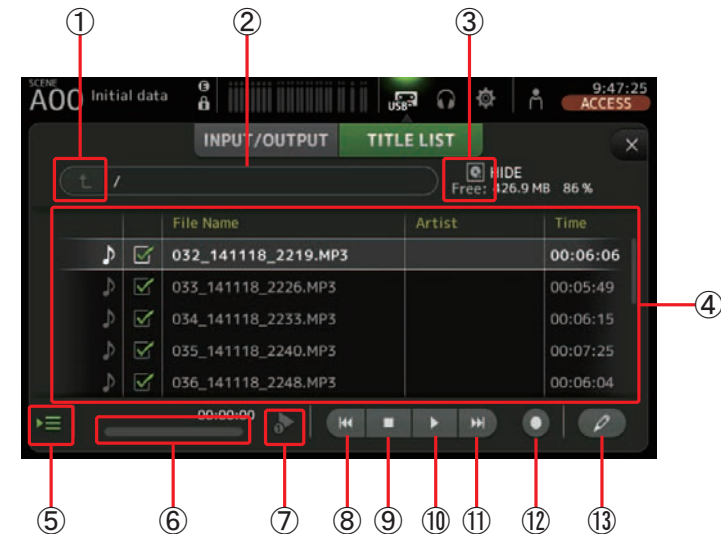 ① ② ③
SCENE
A00 Initial data
USB
9:47:25
ACCESS
INPUT/OUTPUT TITLE LIST
/
HIDE
Free: 426.9 MB 86 %
File Name Artist Time
032_141118_2219.MP3 00:06:06
033_141118_2226.MP3 00:05:49
034_141118_2233.MP3 00:06:15
035_141118_2240.MP3 00:07:25
036_141118_2248.MP3 00:06:04
④
00:00:00
⑤ ⑥ ⑦ ⑧ ⑨ ⑩ ⑪ ⑫ ⑬